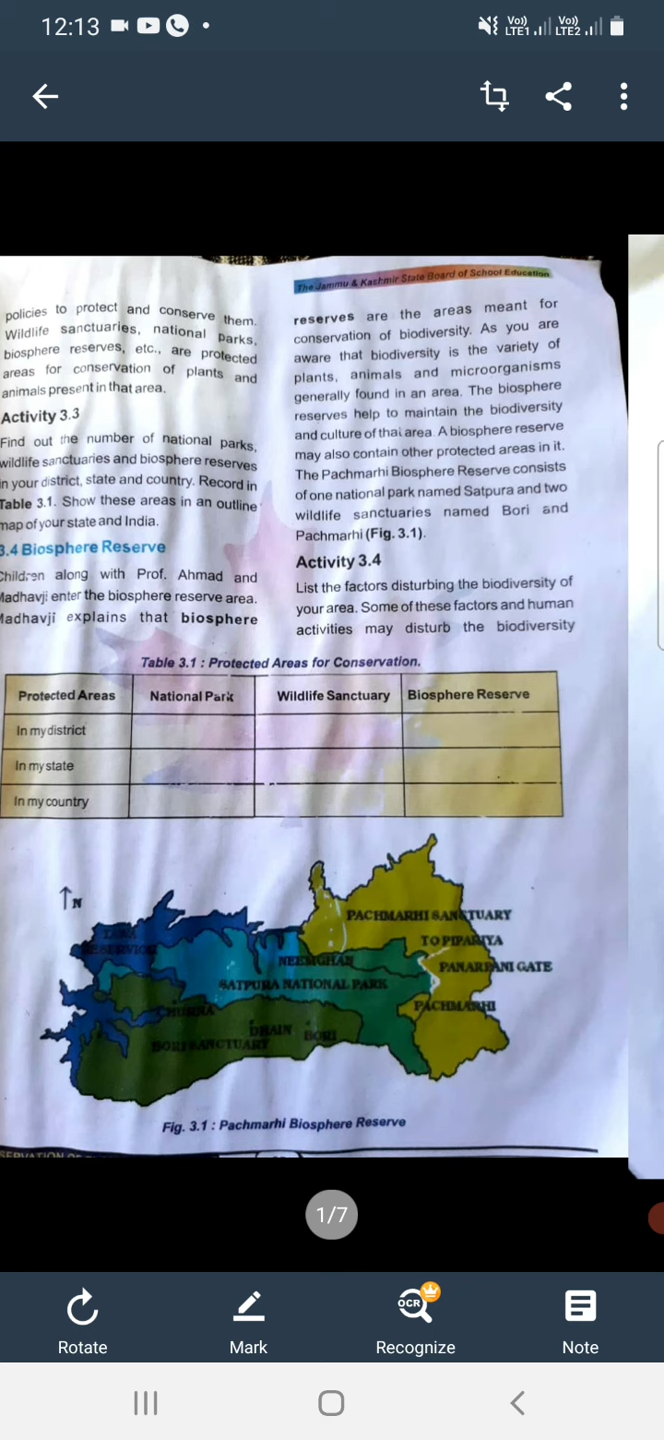 12:13
Vo)) LTE1 Vo)) LTE2
The Jammu & Kashmir State Board of School Education
policies to protect and conserve them.
Wildlife sanctuaries, national parks,
biosphere reserves, etc., are protected
areas for conservation of plants and
animals present in that area.
Activity 3.3
Find out the number of national parks,
wildlife sanctuaries and biosphere reserves
in your district, state and country. Record in
Table 3.1. Show these areas in an outline
map of your state and India.
3.4 Biosphere Reserve
Children along with Prof. Ahmad and
Madhavji enter the biosphere reserve area.
Madhavji explains that biosphere
reserves are the areas meant for
conservation of biodiversity. As you are
aware that biodiversity is the variety of
plants, animals and microorganisms
generally found in an area. The biosphere
reserves help to maintain the biodiversity
and culture of that area. A biosphere reserve
may also contain other protected areas in it.
The Pachmarhi Biosphere Reserve consists
of one national park named Satpura and two
wildlife sanctuaries named Bori and
Pachmarhi (Fig. 3.1).
Activity 3.4
List the factors disturbing the biodiversity of
your area. Some of these factors and human
activities may disturb the biodiversity
Table 3.1 : Protected Areas for Conservation.
Protected Areas National Park Wildlife Sanctuary Biosphere Reserve
In my district
In my state
In my country
N
PACHMARHI SANCTUARY
TAWA
RESERVIOR
TO PIPARIYA
NEEMGHAN
PANARPANI GATE
SATPURA NATIONAL PARK
CHURNA
PACHMARHI
DHAIN BORI
BORI SANCTUARY
Fig. 3.1 : Pachmarhi Biosphere Reserve
1/7
OCR
Rotate Mark Recognize Note